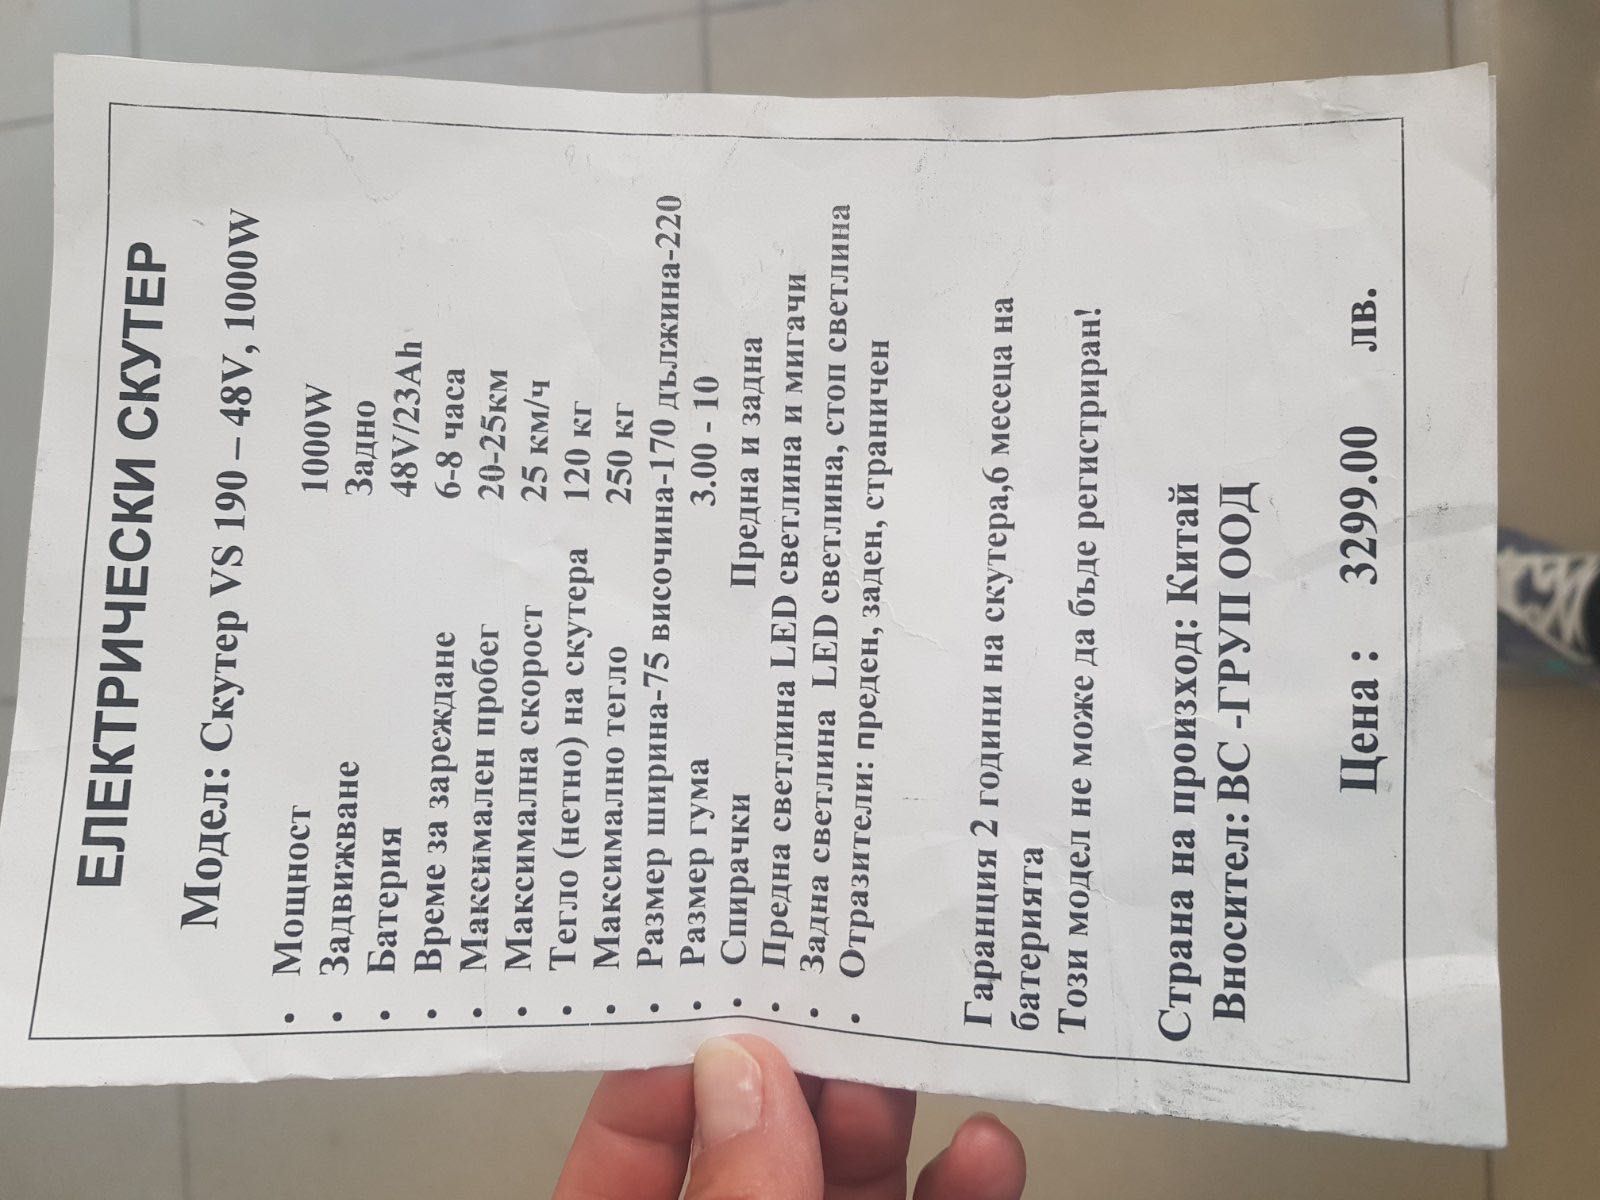 ЕЛЕКТРИЧЕСКИ СКУТЕР
Модел: Скутер VS 190 – 48V, 1000W
• Мощност 1000W
• Задвижване Задно
• Батерия 48V/23Ah
• Време за зареждане 6-8 часа
• Максимален пробег 20-25км
• Максимална скорост 25 км/ч
• Тегло (нетно) на скутера 120 кг
• Максимално тегло 250 кг
• Размер ширина-75 височина-170 дължина-220
• Размер гума 3.00 - 10
• Спирачки Предна и задна
• Предна светлина LED светлина и мигачи
• Задна светлина LED светлина, стоп светлина
• Отразители: преден, заден, страничен
Гаранция 2 години на скутера,6 месеца на
батерията
Този модел не може да бъде регистриран!
Страна на произход: Китай
Вносител: ВС -ГРУП ООД
Цена : 3299.00 лв.